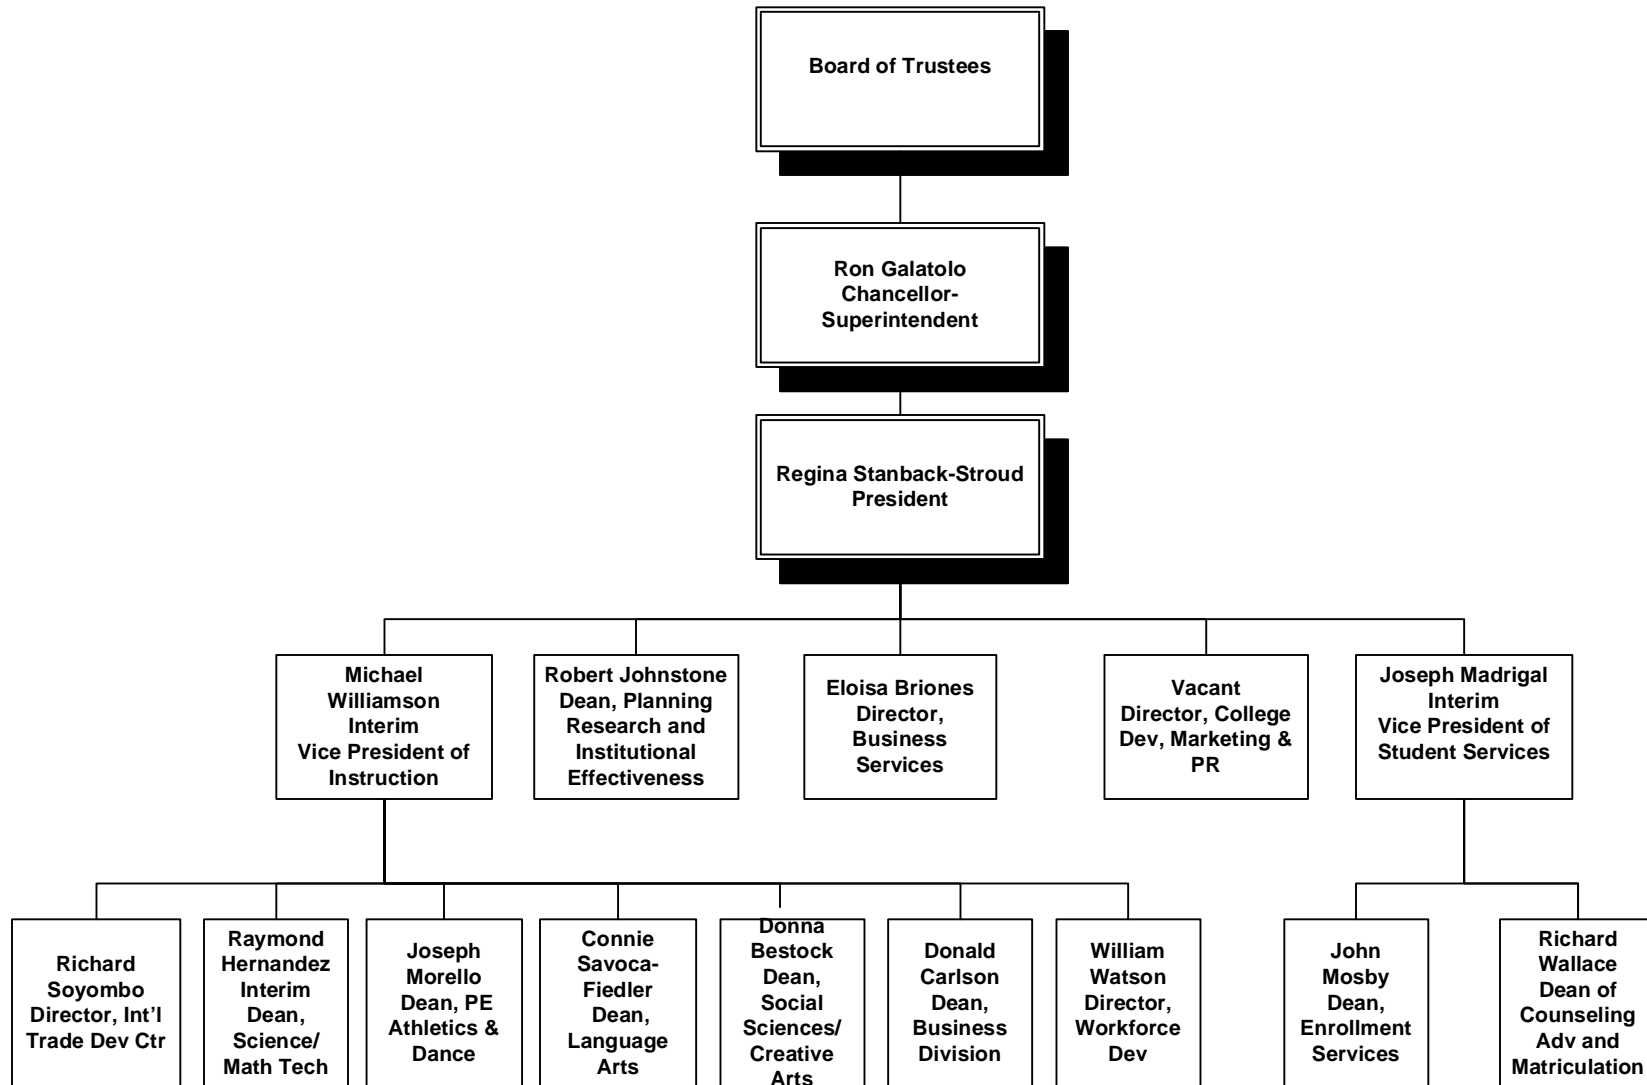 Board of Trustees
Ron Galatolo
Chancellor-
Superintendent
Regina Stanback-Stroud
President
Michael
Williamson
Interim
Vice President of
Instruction
Robert Johnstone
Dean, Planning
Research and
Institutional
Effectiveness
Eloisa Briones
Director,
Business
Services
Vacant
Director, College
Dev, Marketing &
PR
Joseph Madrigal
Interim
Vice President of
Student Services
Richard
Soyombo
Director, Int'l
Trade Dev Ctr
Raymond
Hernandez
Interim
Dean,
Science/
Math Tech
Joseph
Morello
Dean, PE
Athletics &
Dance
Connie
Savoca-
Fiedler
Dean,
Language
Arts
Donna
Bestock
Dean,
Social
Sciences/
Creative
Arts
Donald
Carlson
Dean,
Business
Division
William
Watson
Director,
Workforce
Dev
John
Mosby
Dean,
Enrollment
Services
Richard
Wallace
Dean of
Counseling
Adv and
Matriculation